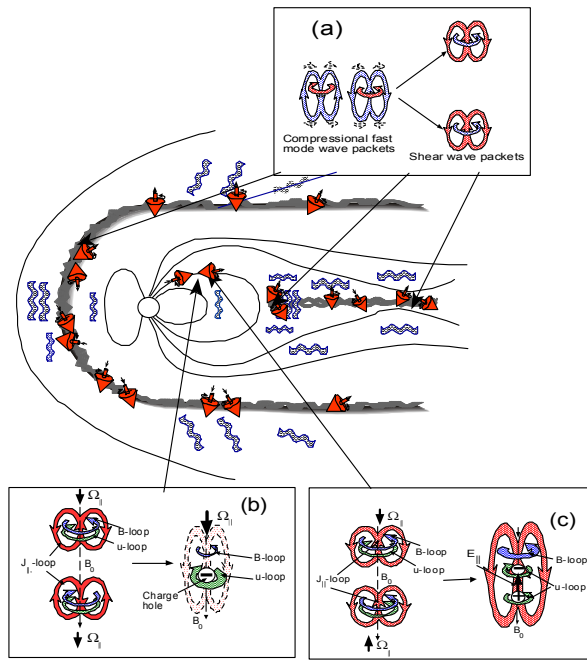 (a)
Compressional fast
mode wave packets
Shear wave packets
(b)
Ω||
B-loop
u-loop
J||-loop
B0
Ω||
Ω||
B-loop
u-loop
Charge
hole
B0
(c)
Ω||
B-loop
u-loop
J||-loop
B0
Ω||
E||
B-loop
u-loop
B0